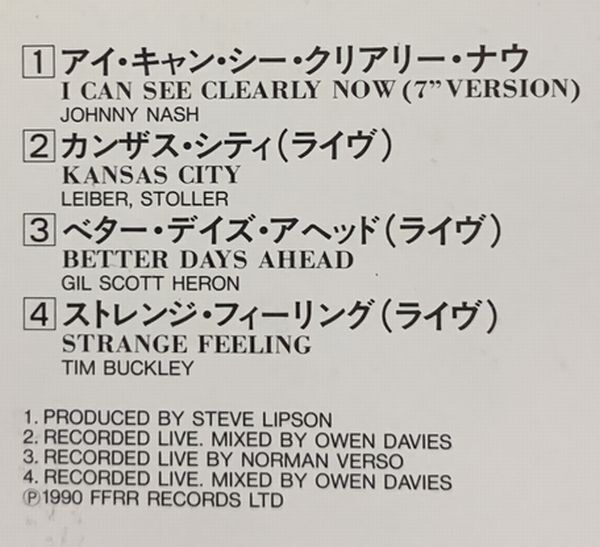 1 アイ・キャン・シー・クリアリー・ナウ
I CAN SEE CLEARLY NOW (7” VERSION)
JOHNNY NASH
2 カンザス・シティ(ライヴ)
KANSAS CITY
LEIBER, STOLLER
3 ベター・デイズ・アヘッド(ライヴ)
BETTER DAYS AHEAD
GIL SCOTT HERON
4 ストレンジ・フィーリング(ライヴ)
STRANGE FEELING
TIM BUCKLEY
1. PRODUCED BY STEVE LIPSON
2. RECORDED LIVE. MIXED BY OWEN DAVIES
3. RECORDED LIVE BY NORMAN VERSO
4. RECORDED LIVE. MIXED BY OWEN DAVIES
℗1990 FFRR RECORDS LTD